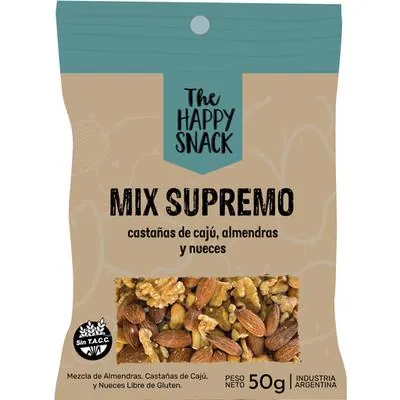 The
HAPPY
SNACK
MIX SUPREMO
castañas de cajú, almendras
y nueces
Sin T.A.C.C.
Mezcla de Almendras, Castañas de Cajú,
y Nueces Libre de Gluten.
PESO
NETO 50g
INDUSTRIA
ARGENTINA